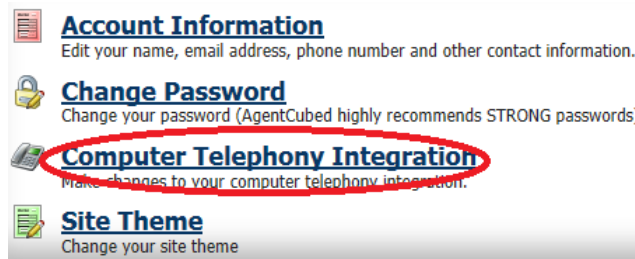 Account Information
Edit your name, email address, phone number and other contact information.
Change Password
Change your password (AgentCubed highly recommends STRONG passwords)
Computer Telephony Integration
Make changes to your computer telephony integration.
Site Theme
Change your site theme